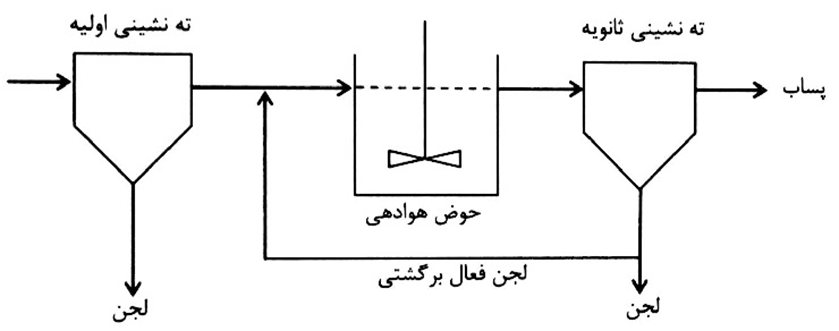 ته نشینی اولیه
ته نشینی ثانویه
پساب
حوض هوادهی
لجن فعال برگشتی
لجن
لجن